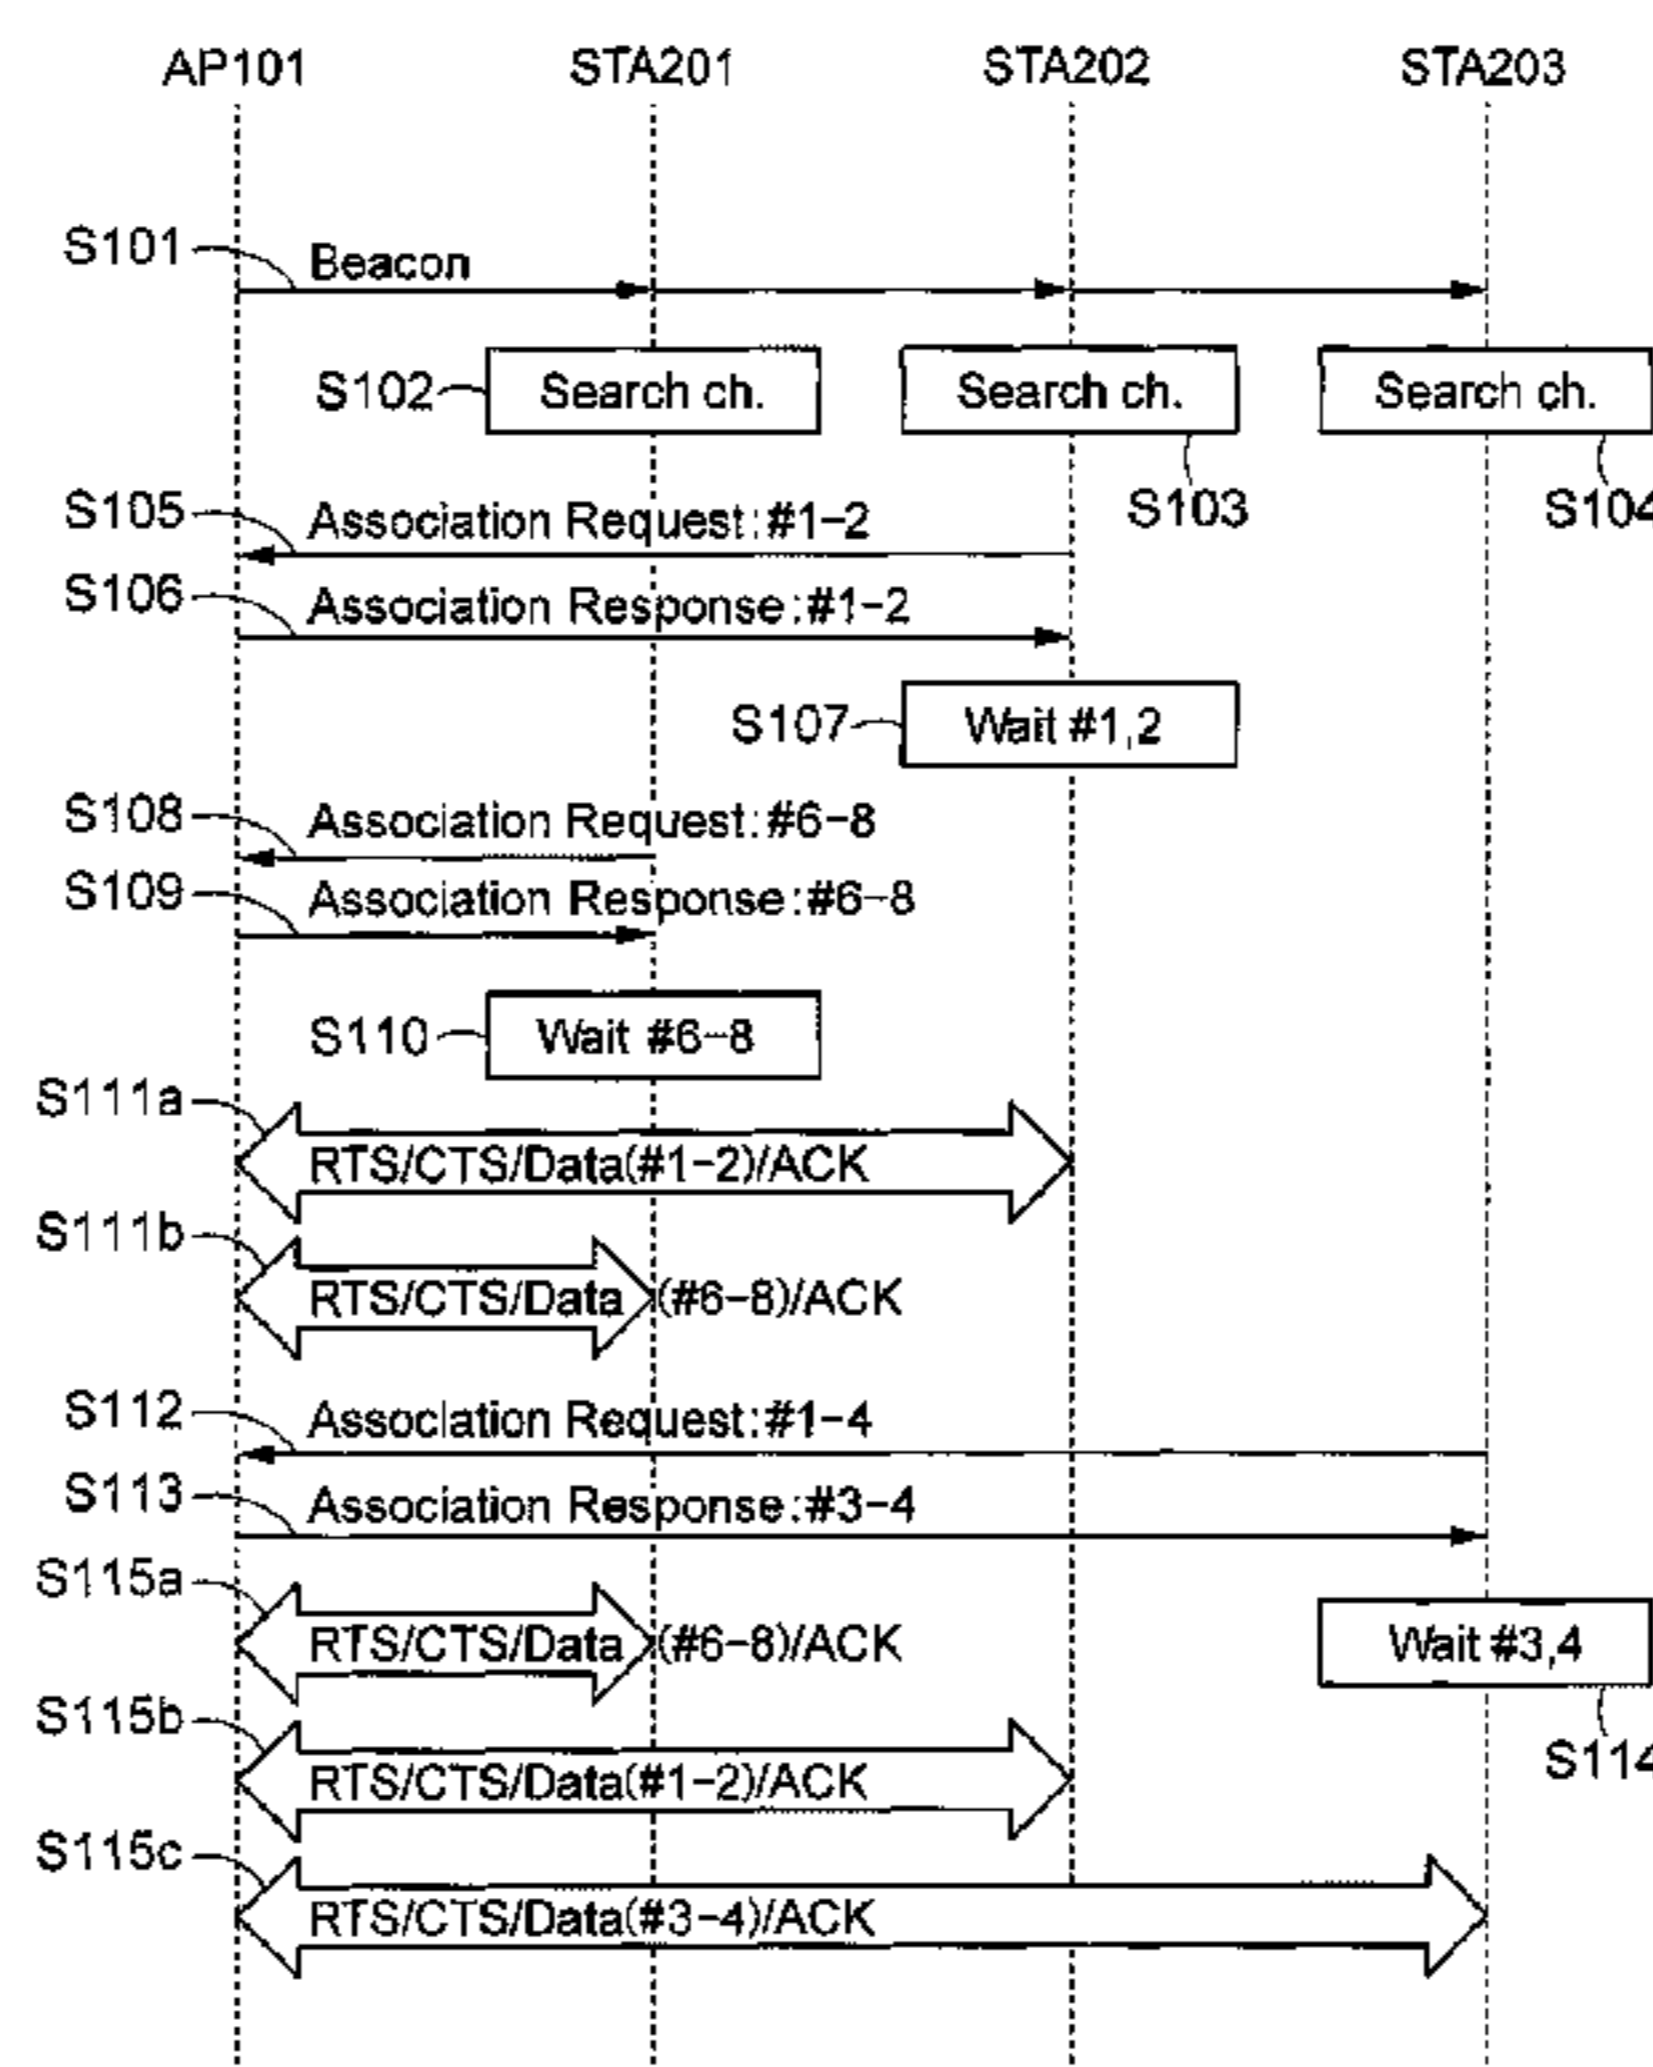 AP101 STA201 STA202 STA203
S101 Beacon
S102 Search ch. Search ch. Search ch.
S103 S104
S105 Association Request:#1-2
S106 Association Response:#1-2
S107 Wait #1,2
S108 Association Request:#6-8
S109 Association Response:#6-8
S110 Wait #6-8
S111a RTS/CTS/Data(#1-2)/ACK
S111b RTS/CTS/Data (#6-8)/ACK
S112 Association Request:#1-4
S113 Association Response:#3-4
S115a RTS/CTS/Data (#6-8)/ACK Wait #3,4
S114
S115b RTS/CTS/Data(#1-2)/ACK
S115c RTS/CTS/Data(#3-4)/ACK